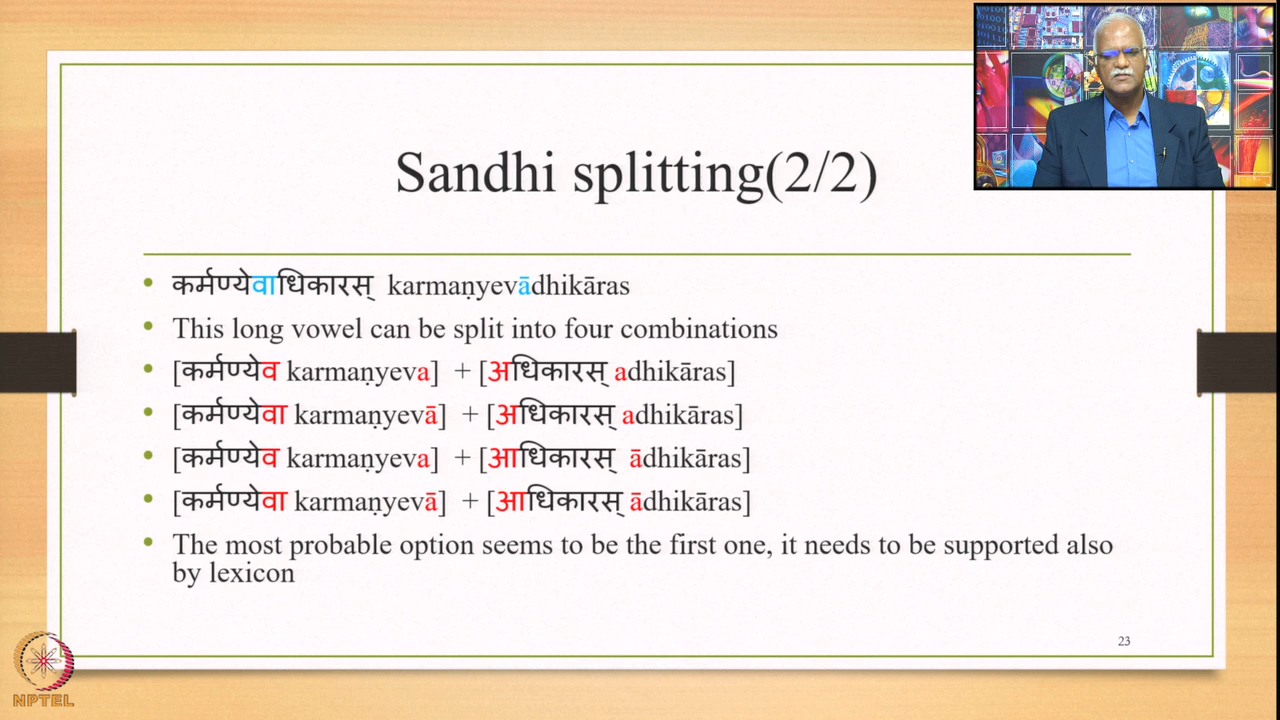 Sandhi splitting(2/2)
कर्मण्येवाधिकारस् karmaṇyevādhikāras
This long vowel can be split into four combinations
[कर्मण्येव karmaṇyeva] + [अधिकारस् adhikāras]
[कर्मण्येवा karmaṇyevā] + [अधिकारस् adhikāras]
[कर्मण्येव karmaṇyeva] + [आधिकारस् ādhikāras]
[कर्मण्येवा karmaṇyevā] + [आधिकारस् ādhikāras]
The most probable option seems to be the first one, it needs to be supported also
by lexicon
23
NPTEL